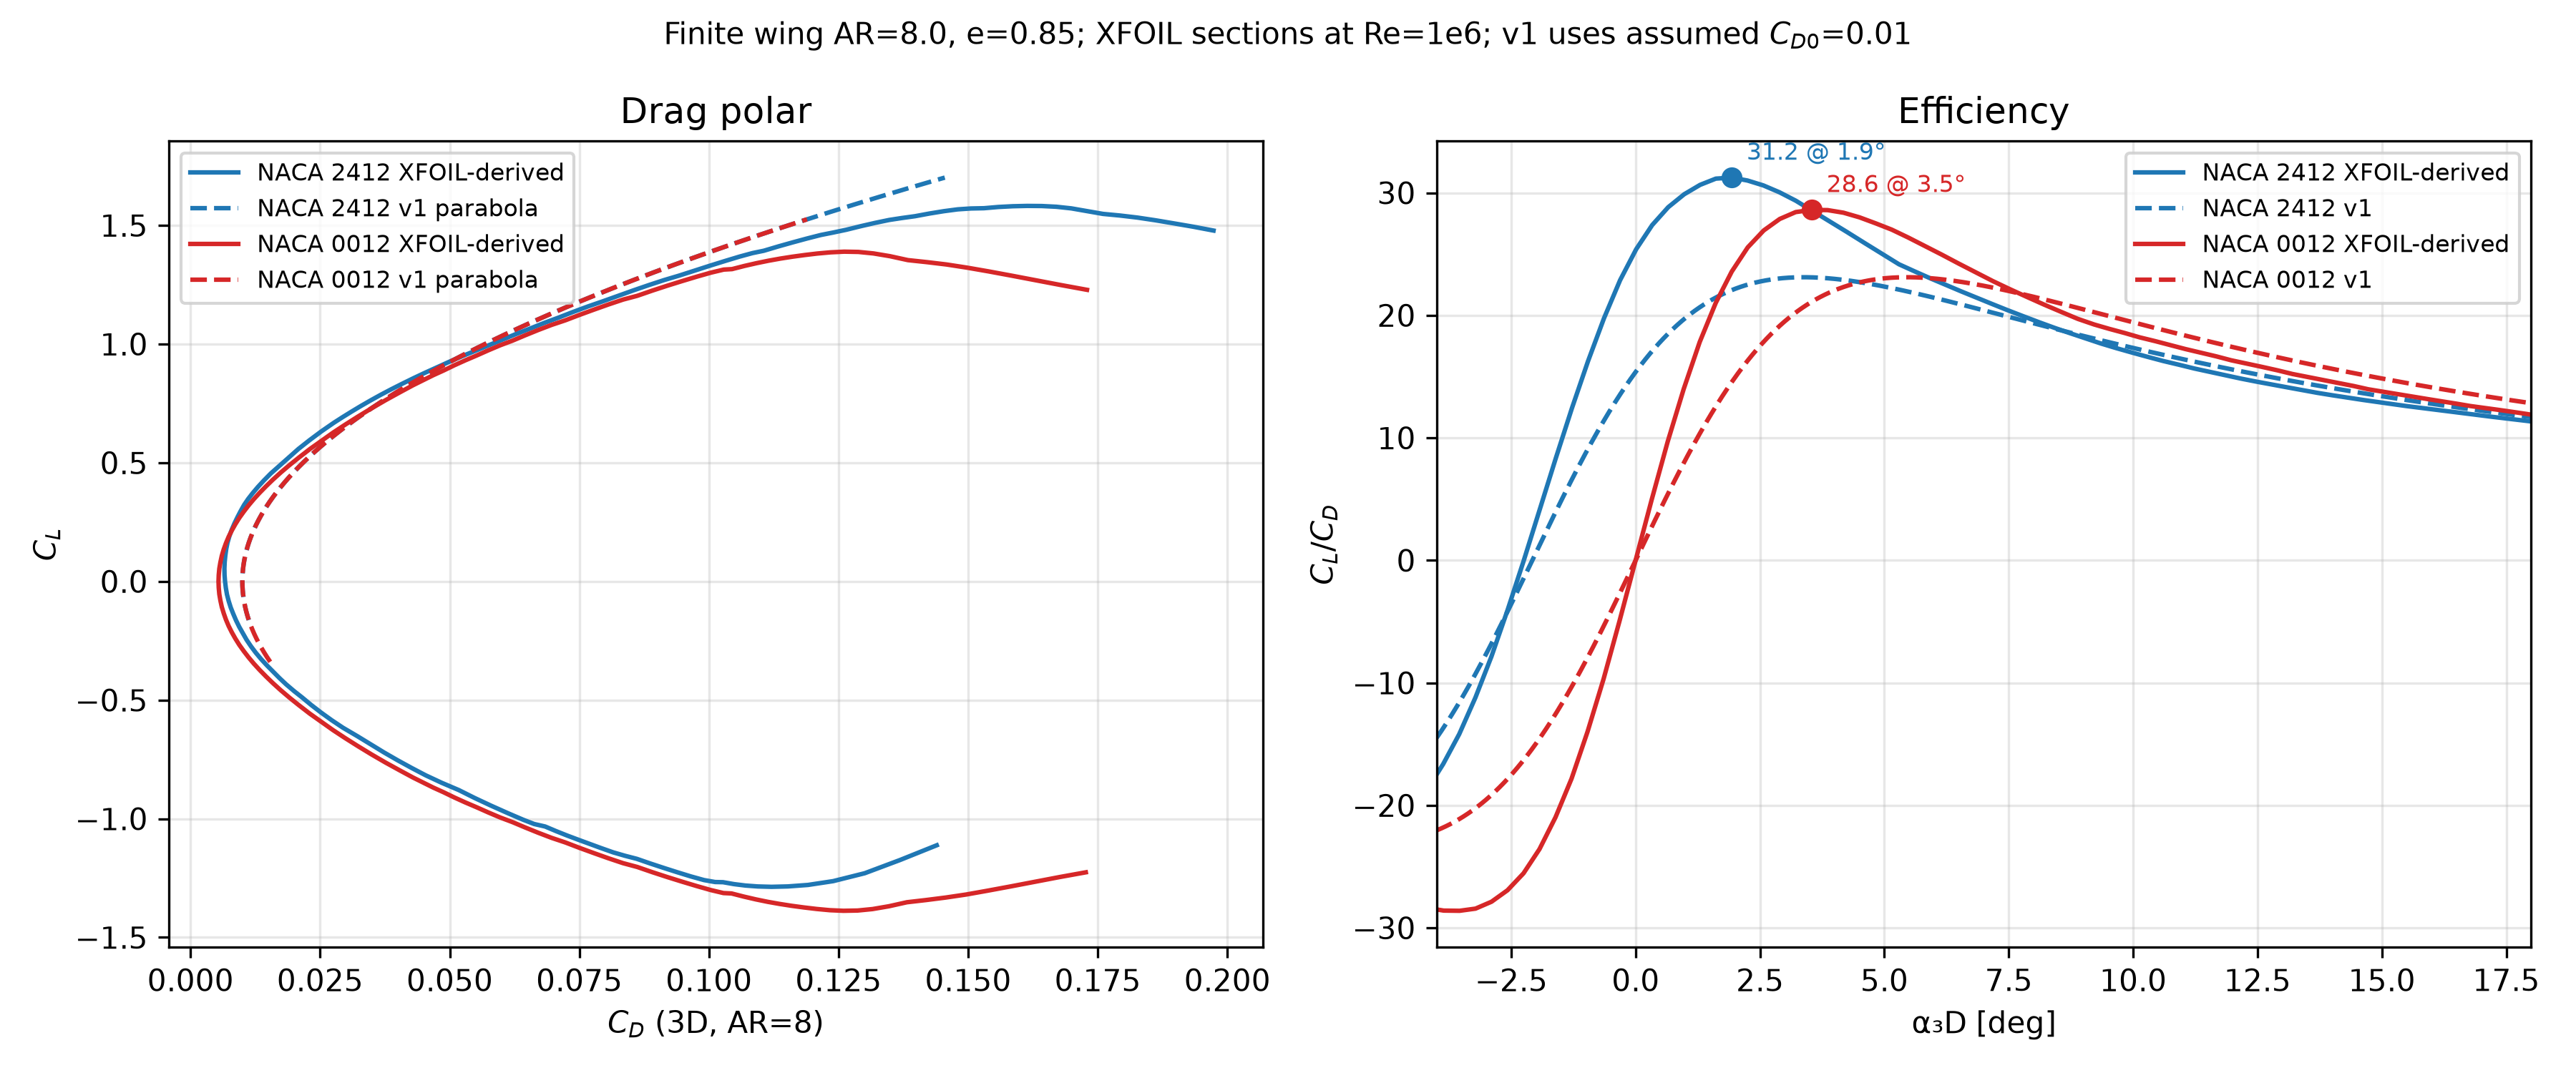 Finite wing AR=8.0, e=0.85; XFOIL sections at Re=1e6; v1 uses assumed C_{D0}=0.01
Drag polar
NACA 2412 XFOIL-derived
NACA 2412 v1 parabola
NACA 0012 XFOIL-derived
NACA 0012 v1 parabola
1.5
1.0
0.5
0.0
−0.5
−1.0
−1.5
C_L
0.000 0.025 0.050 0.075 0.100 0.125 0.150 0.175 0.200
C_D (3D, AR=8)
Efficiency
31.2 @ 1.9°
28.6 @ 3.5°
NACA 2412 XFOIL-derived
NACA 2412 v1
NACA 0012 XFOIL-derived
NACA 0012 v1
30
20
10
0
−10
−20
−30
C_L/C_D
−2.5 0.0 2.5 5.0 7.5 10.0 12.5 15.0 17.5
α₃D [deg]